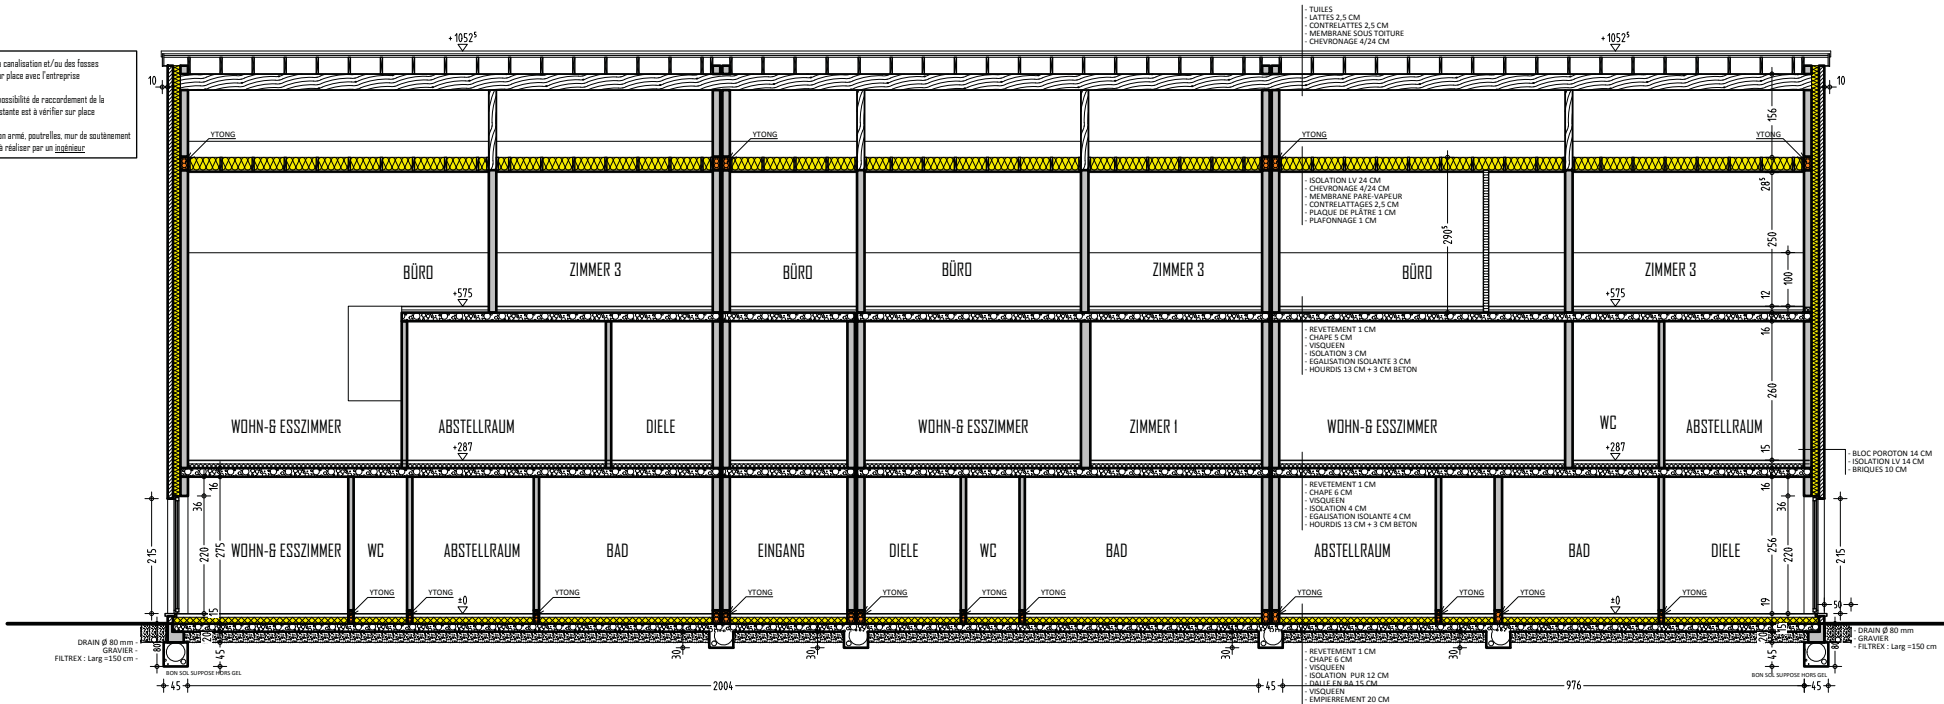 - TUILES
- LATTES 2,5 CM
- CONTRELATTES 2,5 CM
- MEMBRANE SOUS TOITURE
- CHEVRONAGE 4/24 CM
+ 1052⁵
+ 1052⁵
canalisation et/ou des fosses
place avec l'entreprise
possibilité de raccordement de la
est à vérifier sur place
armé, poutrelles, mur de soutènement
à réaliser par un ingénieur
10
10
156
YTONG
YTONG
YTONG
YTONG
- ISOLATION LV 24 CM
- CHEVRONAGE 4/24 CM
- MEMBRANE PARE-VAPEUR
- CONTRELATTAGES 2,5 CM
- PLAQUE DE PLÂTRE 1 CM
- PLAFONNAGE 1 CM
28⁵
290⁵
250
100
12
BÜRO
ZIMMER 3
BÜRO
BÜRO
ZIMMER 3
BÜRO
ZIMMER 3
+575
+575
- REVETEMENT 1 CM
- CHAPE 5 CM
- VISQUEEN
- ISOLATION 3 CM
- EGALISATION ISOLANTE 3 CM
- HOURDIS 13 CM + 3 CM BETON
16
260
15
WOHN-& ESSZIMMER
ABSTELLRAUM
DIELE
WOHN-& ESSZIMMER
ZIMMER 1
WOHN-& ESSZIMMER
WC
ABSTELLRAUM
+287
+287
- BLOC POROTON 14 CM
- ISOLATION LV 14 CM
- BRIQUES 10 CM
- REVETEMENT 1 CM
- CHAPE 6 CM
- VISQUEEN
- ISOLATION 4 CM
- EGALISATION ISOLANTE 4 CM
- HOURDIS 13 CM + 3 CM BETON
36
16
16
36
215
220
275
256
220
215
WOHN-& ESSZIMMER
WC
ABSTELLRAUM
BAD
EINGANG
DIELE
WC
BAD
ABSTELLRAUM
BAD
DIELE
YTONG
YTONG
YTONG
YTONG
YTONG
YTONG
YTONG
YTONG
YTONG
YTONG
YTONG
±0
±0
15
19
50
20
80
45
30
30
30
30
20
15
45
80
DRAIN Ø 80 mm -
GRAVIER -
FILTREX : Larg =150 cm -
- DRAIN Ø 80 mm
- GRAVIER
- FILTREX : Larg =150 cm
- REVETEMENT 1 CM
- CHAPE 6 CM
- VISQUEEN
- ISOLATION PUR 12 CM
- DALLE EN BA 15 CM
- VISQUEEN
- EMPIERREMENT 20 CM
BON SOL SUPPOSE HORS GEL
BON SOL SUPPOSE HORS GEL
45
2004
45
976
45